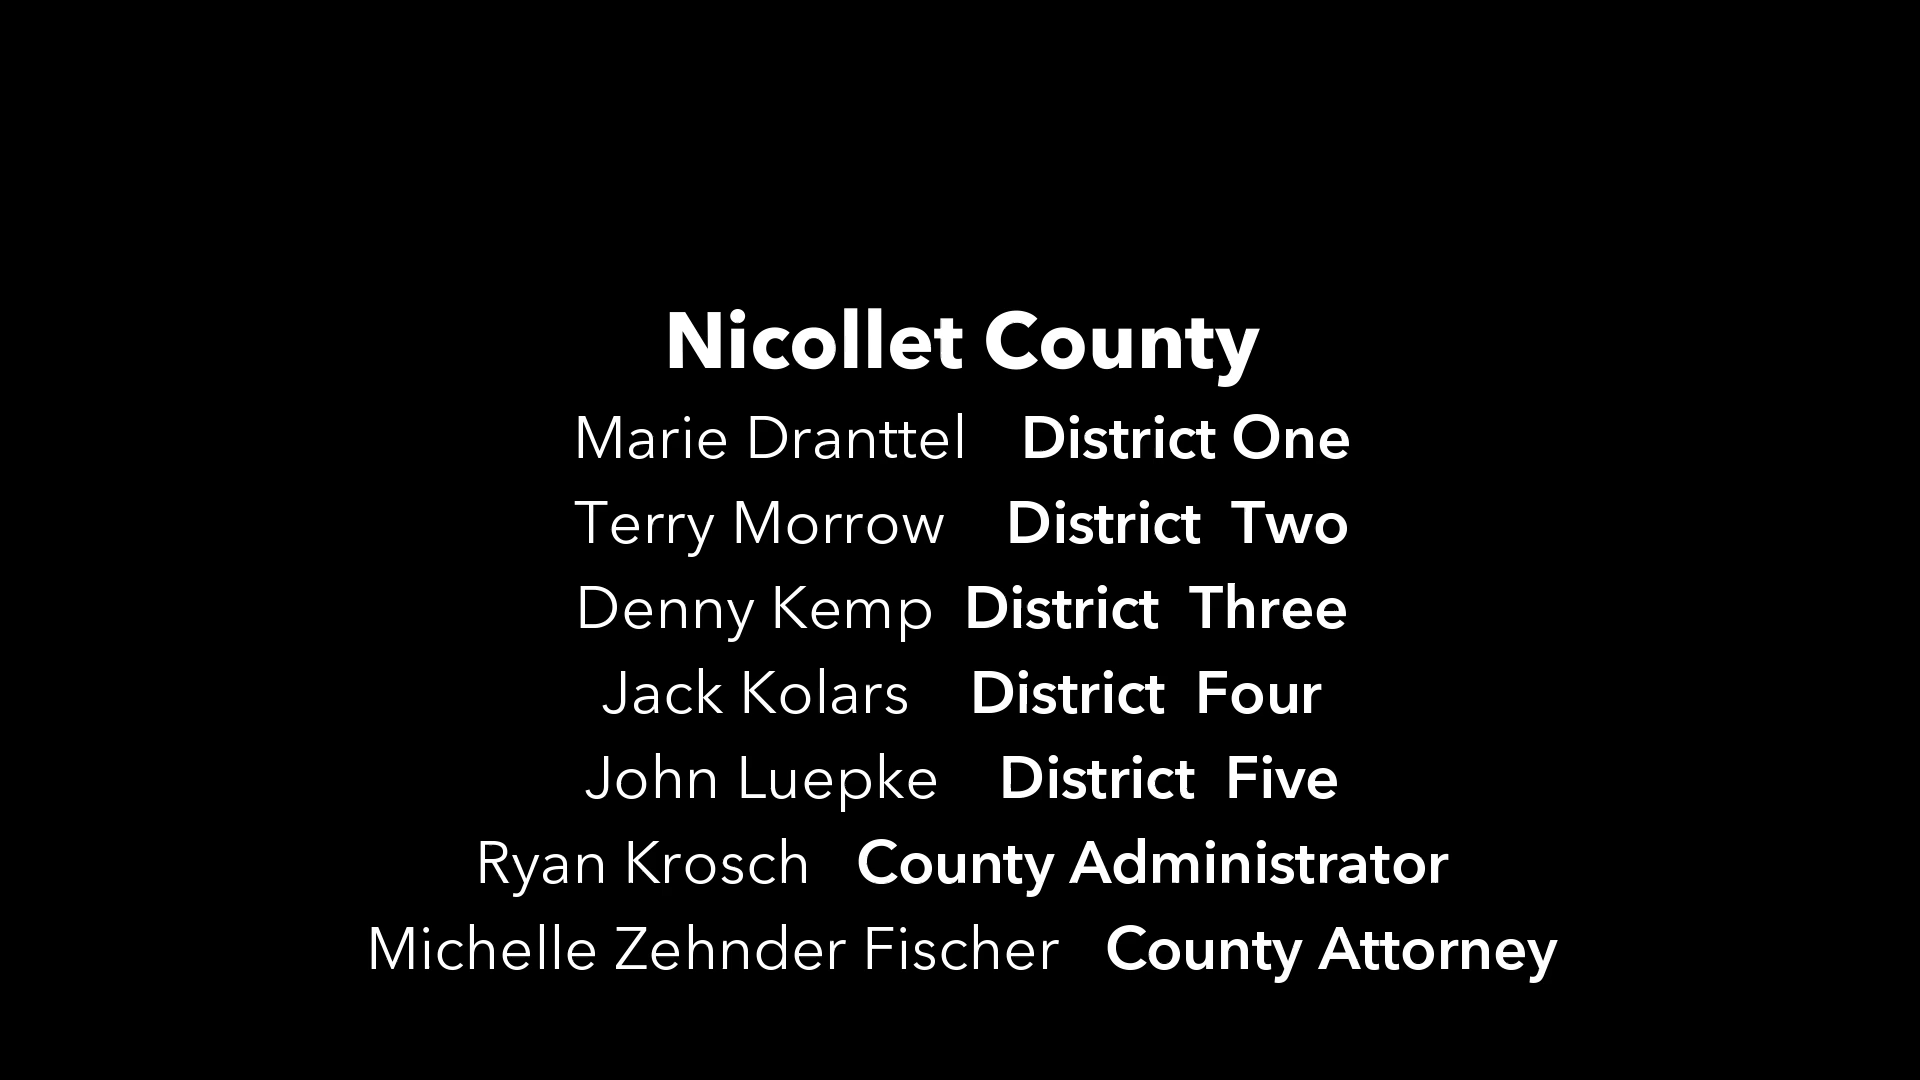 Nicollet County
Marie Dranttel District One
Terry Morrow District Two
Denny Kemp District Three
Jack Kolars District Four
John Luepke District Five
Ryan Krosch County Administrator
Michelle Zehnder Fischer County Attorney